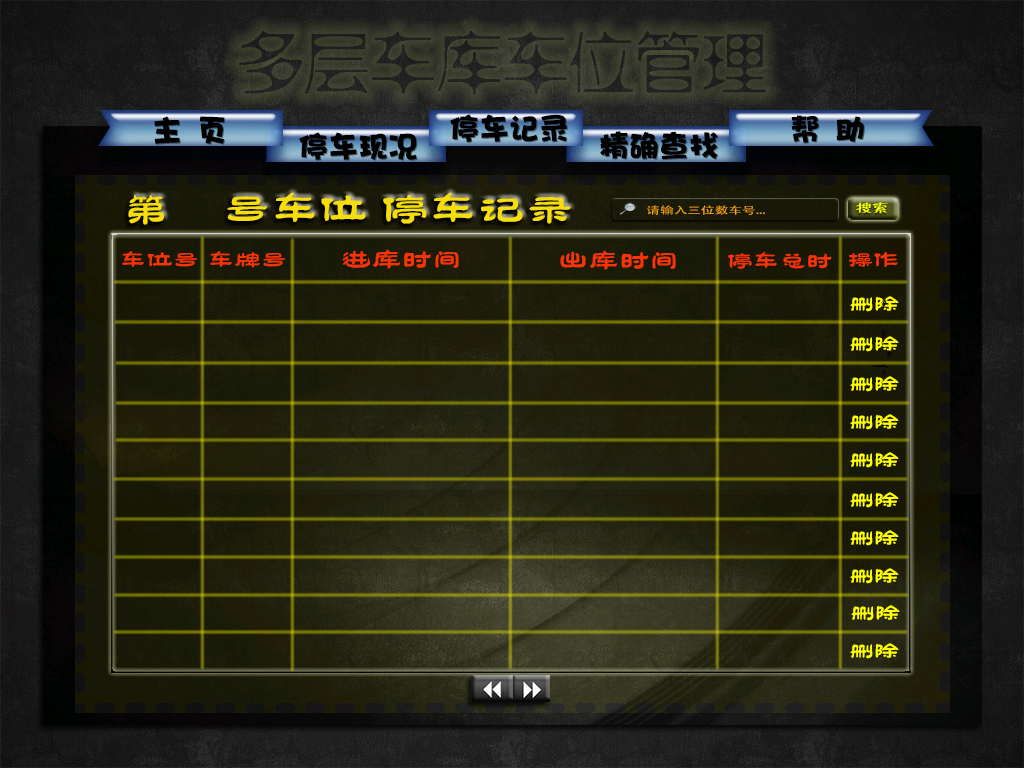 多层车库车位管理
主 页 停车现况 停车记录 精确查找 帮 助
第 号车位 停车记录 请输入三位数车号... 搜索
车位号 车牌号 进库时间 出库时间 停车总时 操作
删除
删除
删除
删除
删除
删除
删除
删除
删除
删除